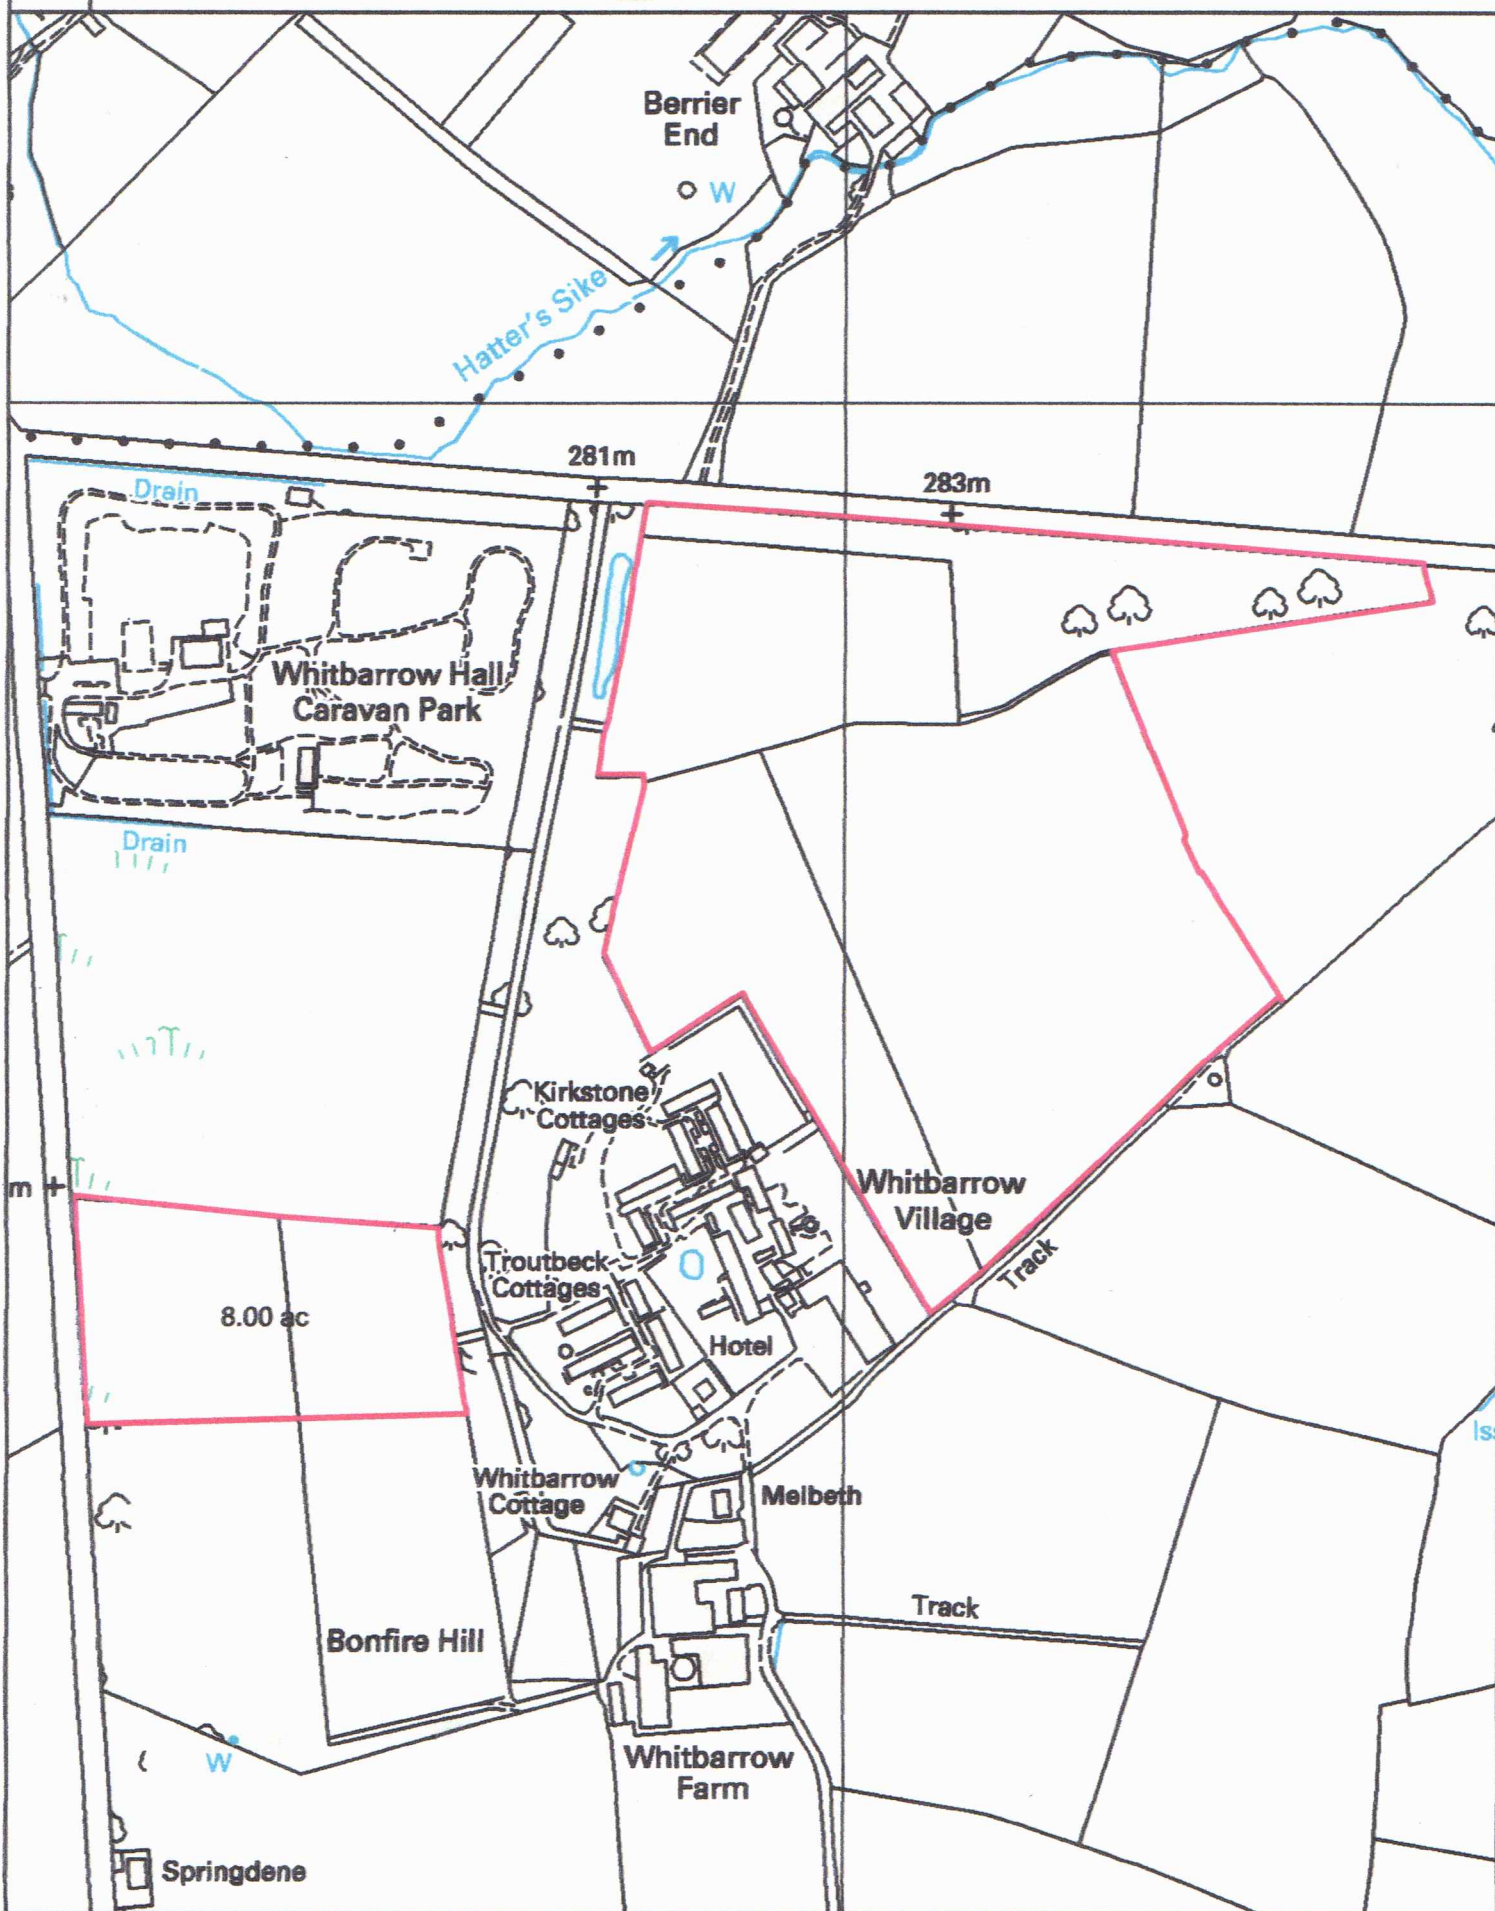 Berrier
End
W
Hatter's Sike
281m
283m
Drain
Whitbarrow Hall
Caravan Park
Drain
Kirkstone
Cottages
m
Whitbarrow
Village
Troutbeck
Cottages
Track
8.00 ac
Hotel
Whitbarrow
Cottage
Melbeth
Track
Bonfire Hill
W
Whitbarrow
Farm
Springdene